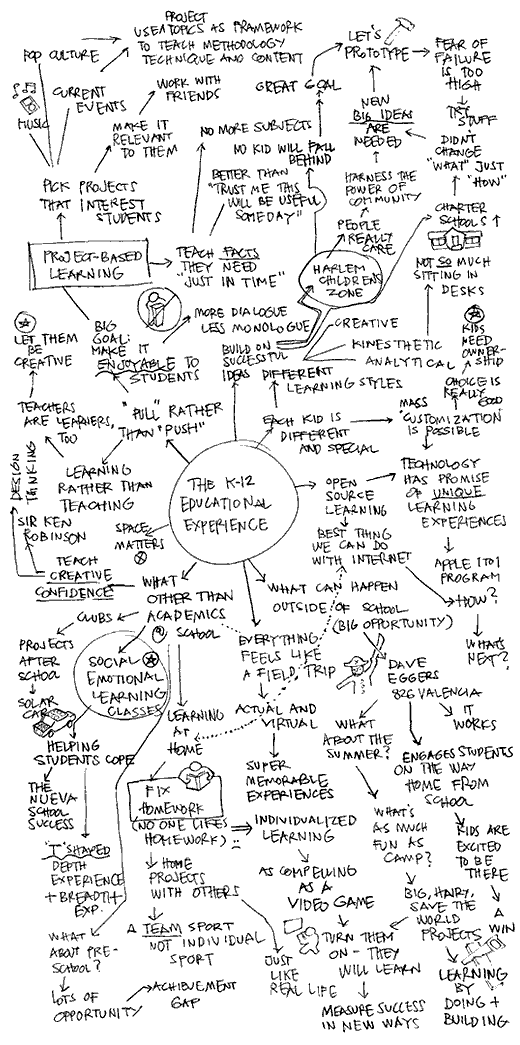 PROJECT
USE TOPICS AS FRAMEWORK
TO TEACH METHODOLOGY
TECHNIQUE AND CONTENT
POP CULTURE
CURRENT
EVENTS
MUSIC
WORK WITH
FRIENDS
MAKE IT
RELEVANT
TO THEM
PICK PROJECTS
THAT INTEREST
STUDENTS
PROJECT-BASED
LEARNING
TEACH FACTS
THEY NEED
"JUST IN TIME"
NO MORE SUBJECTS
NO KID WILL FALL
BEHIND
BETTER THAN
"TRUST ME THIS
WILL BE USEFUL
SOMEDAY"
GREAT GOAL
LET'S
PROTOTYPE
FEAR OF
FAILURE
IS TOO
HIGH
TRY
STUFF
DIDN'T
CHANGE
"WHAT" JUST
"HOW"
NEW
BIG IDEAS
ARE
NEEDED
HARNESS THE
POWER OF
COMMUNITY
PEOPLE
REALLY
CARE
HARLEM
CHILDRENS
ZONE
CHARTER
SCHOOLS
NOT SO MUCH
SITTING IN
DESKS
BIG
GOAL:
MAKE IT
ENJOYABLE TO
STUDENTS
MORE DIALOGUE
LESS MONOLOGUE
BUILD ON
SUCCESSFUL
IDEAS
CREATIVE
KINESTHETIC
ANALYTICAL
DIFFERENT
LEARNING STYLES
KIDS
NEED
OWNER-
SHIP
CHOICE IS
REALLY
GOOD
MASS
"CUSTOMIZATION
IS POSSIBLE
EACH KID IS
DIFFERENT
AND SPECIAL
LET THEM
BE
CREATIVE
TEACHERS
ARE LEARNERS,
TOO
"PULL" RATHER
THAN "PUSH"
DESIGN
THINKING
LEARNING
RATHER THAN
TEACHING
SIR KEN
ROBINSON
TEACH
CREATIVE
CONFIDENCE
SPACE
MATTERS
THE K-12
EDUCATIONAL
EXPERIENCE
OPEN
SOURCE
LEARNING
TECHNOLOGY
HAS PROMISE
OF UNIQUE
LEARNING
EXPERIENCES
BEST THING
WE CAN DO
WITH INTERNET
APPLE 1 TO 1
PROGRAM
HOW?
WHATS
NEXT?
WHAT
OTHER THAN
ACADEMICS
@ SCHOOL
WHAT CAN HAPPEN
OUTSIDE OF SCHOOL
(BIG OPPORTUNITY)
CLUBS
PROJECTS
AFTER
SCHOOL
SOLAR
CAR
SOCIAL
EMOTIONAL
LEARNING
CLASSES
HELPING
STUDENTS COPE
THE
NUEVA
SCHOOL
SUCCESS
"T" SHAPED
DEPTH
EXPERIENCE
+ BREADTH
EXP.
WHAT
ABOUT PRE-
SCHOOL?
LOTS OF
OPPORTUNITY
ACHIEVEMENT
GAP
LEARNING
AT
HOME
FIX
HOMEWORK
(NO ONE LIKES
HOMEWORK)
HOME
PROJECTS
WITH OTHERS
A TEAM SPORT
NOT INDIVIDUAL
SPORT
EVERYTHING
FEELS LIKE
A FIELD TRIP
ACTUAL AND
VIRTUAL
SUPER
MEMORABLE
EXPERIENCES
INDIVIDUALIZED
LEARNING
AS COMPELLING
AS A
VIDEO GAME
TURN THEM
ON - THEY
WILL LEARN
JUST
LIKE
REAL LIFE
MEASURE SUCCESS
IN NEW WAYS
DAVE
EGGERS
826 VALENCIA
IT
WORKS
WHAT
ABOUT THE
SUMMER?
ENGAGES STUDENTS
ON THE WAY
HOME FROM
SCHOOL
WHAT'S
AS MUCH
FUN AS
CAMP?
KIDS ARE
EXCITED
TO BE
THERE
A
WIN
BIG, HAIRY,
SAVE THE
WORLD
PROJECTS
LEARNING
BY
DOING +
BUILDING